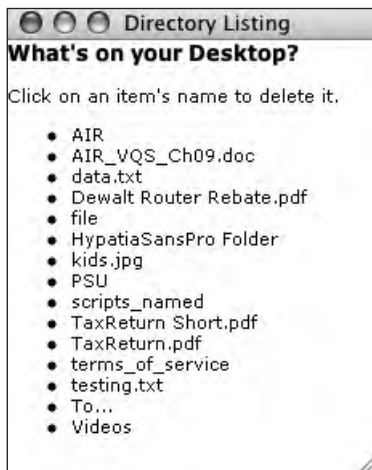 Directory Listing
What's on your Desktop?
Click on an item's name to delete it.
• AIR
• AIR_VQS_Ch09.doc
• data.txt
• Dewalt Router Rebate.pdf
• file
• HypatiaSansPro Folder
• kids.jpg
• PSU
• scripts_named
• TaxReturn Short.pdf
• TaxReturn.pdf
• terms_of_service
• testing.txt
• To...
• Videos